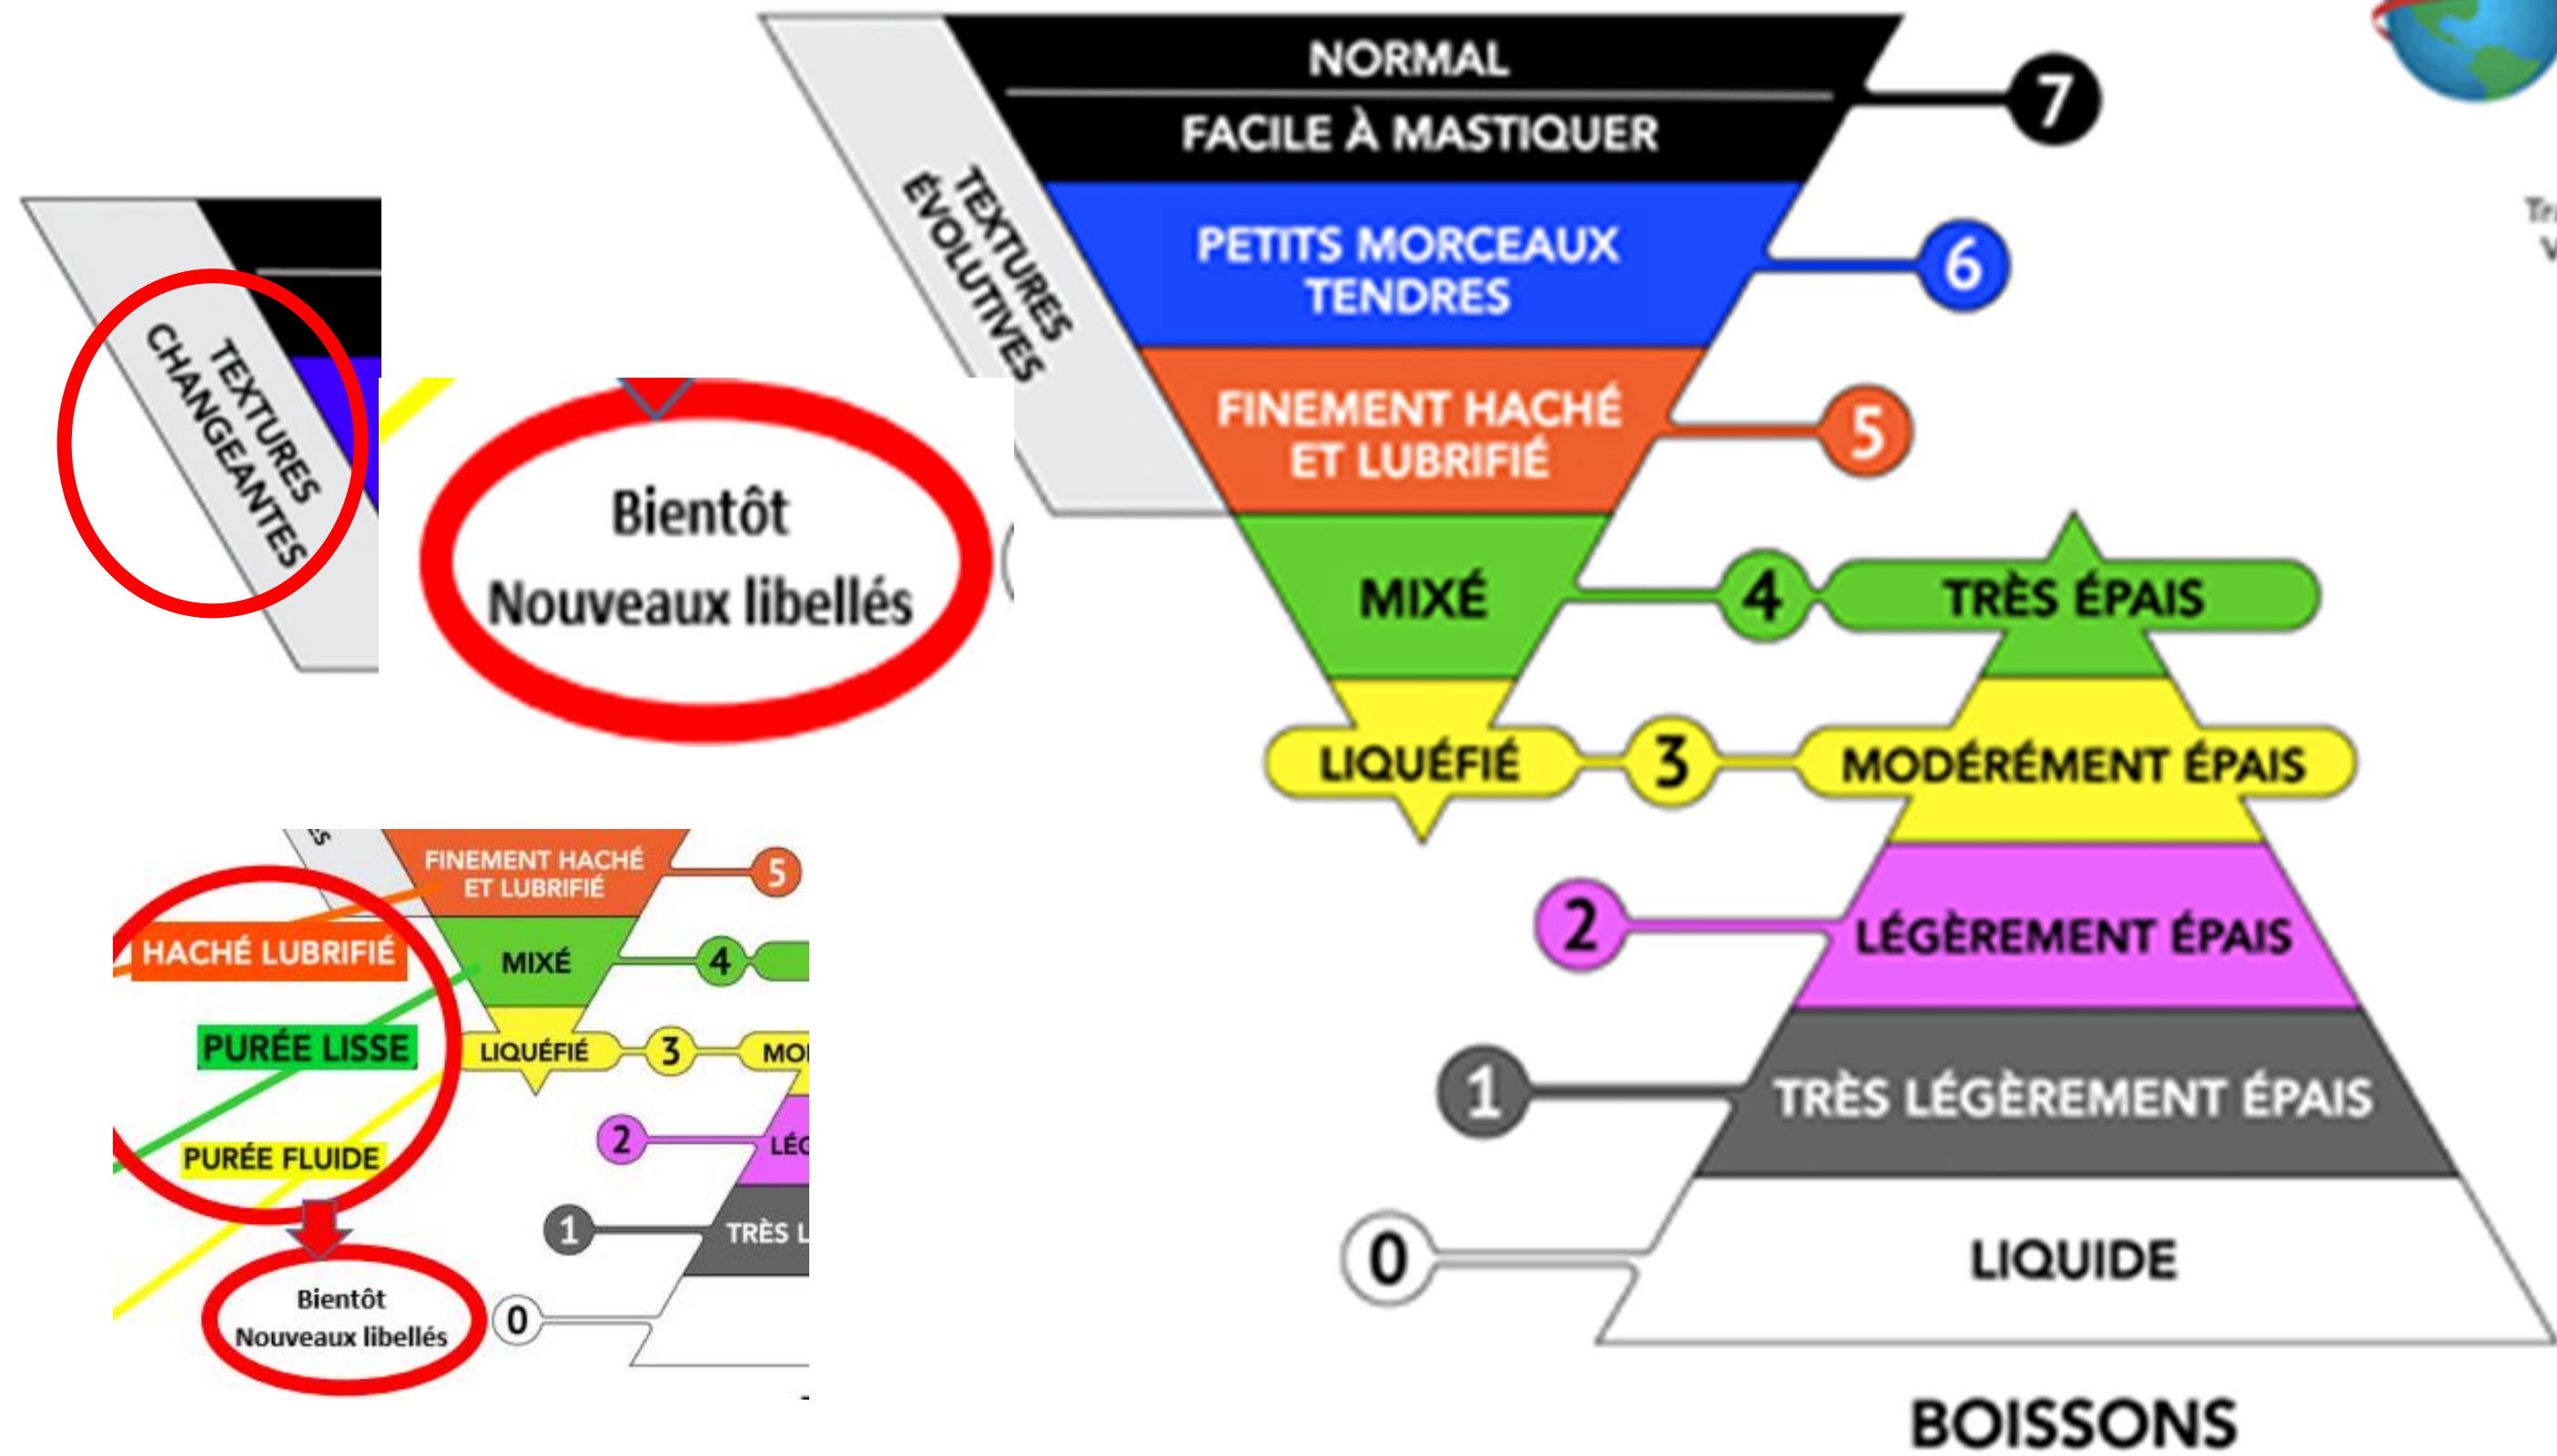 NORMAL
FACILE À MASTIQUER
7
TEXTURES
ÉVOLUTIVES
PETITS MORCEAUX
TENDRES
6
FINEMENT HACHÉ
ET LUBRIFIÉ
5
MIXÉ
4
TRÈS ÉPAIS
LIQUÉFIÉ
3
MODÉRÉMENT ÉPAIS
2
LÉGÈREMENT ÉPAIS
1
TRÈS LÉGÈREMENT ÉPAIS
0
LIQUIDE
BOISSONS
TEXTURES
CHANGEANTES
Bientôt
Nouveaux libellés
FINEMENT HACHÉ
ET LUBRIFIÉ
5
HACHÉ LUBRIFIÉ
MIXÉ
4
PURÉE LISSE
LIQUÉFIÉ
3
MO
PURÉE FLUIDE
2
LÉG
1
TRÈS L
Bientôt
Nouveaux libellés
0